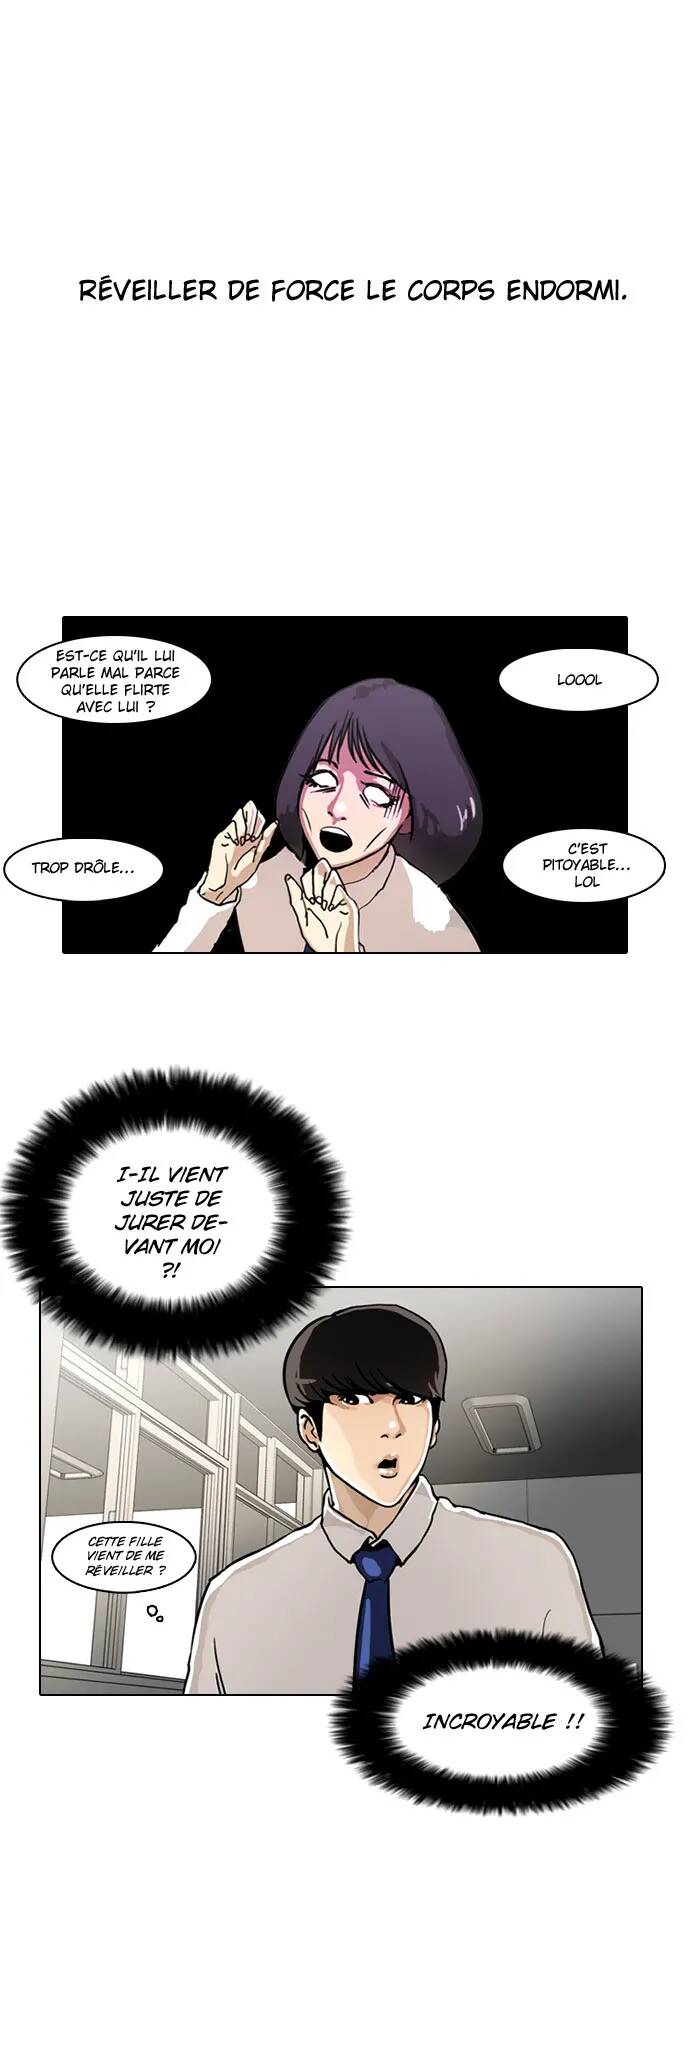 RÉVEILLER DE FORCE LE CORPS ENDORMI.
EST-CE QU'IL LUI
PARLE MAL PARCE
QU'ELLE FLIRTE
AVEC LUI ?
LOOOL
TROP DRÔLE...
C'EST
PITOYABLE...
LOL
I-IL VIENT
JUSTE DE
JURER DE-
VANT MOI
?!
CETTE FILLE
VIENT DE ME
RÉVEILLER ?
INCROYABLE !!